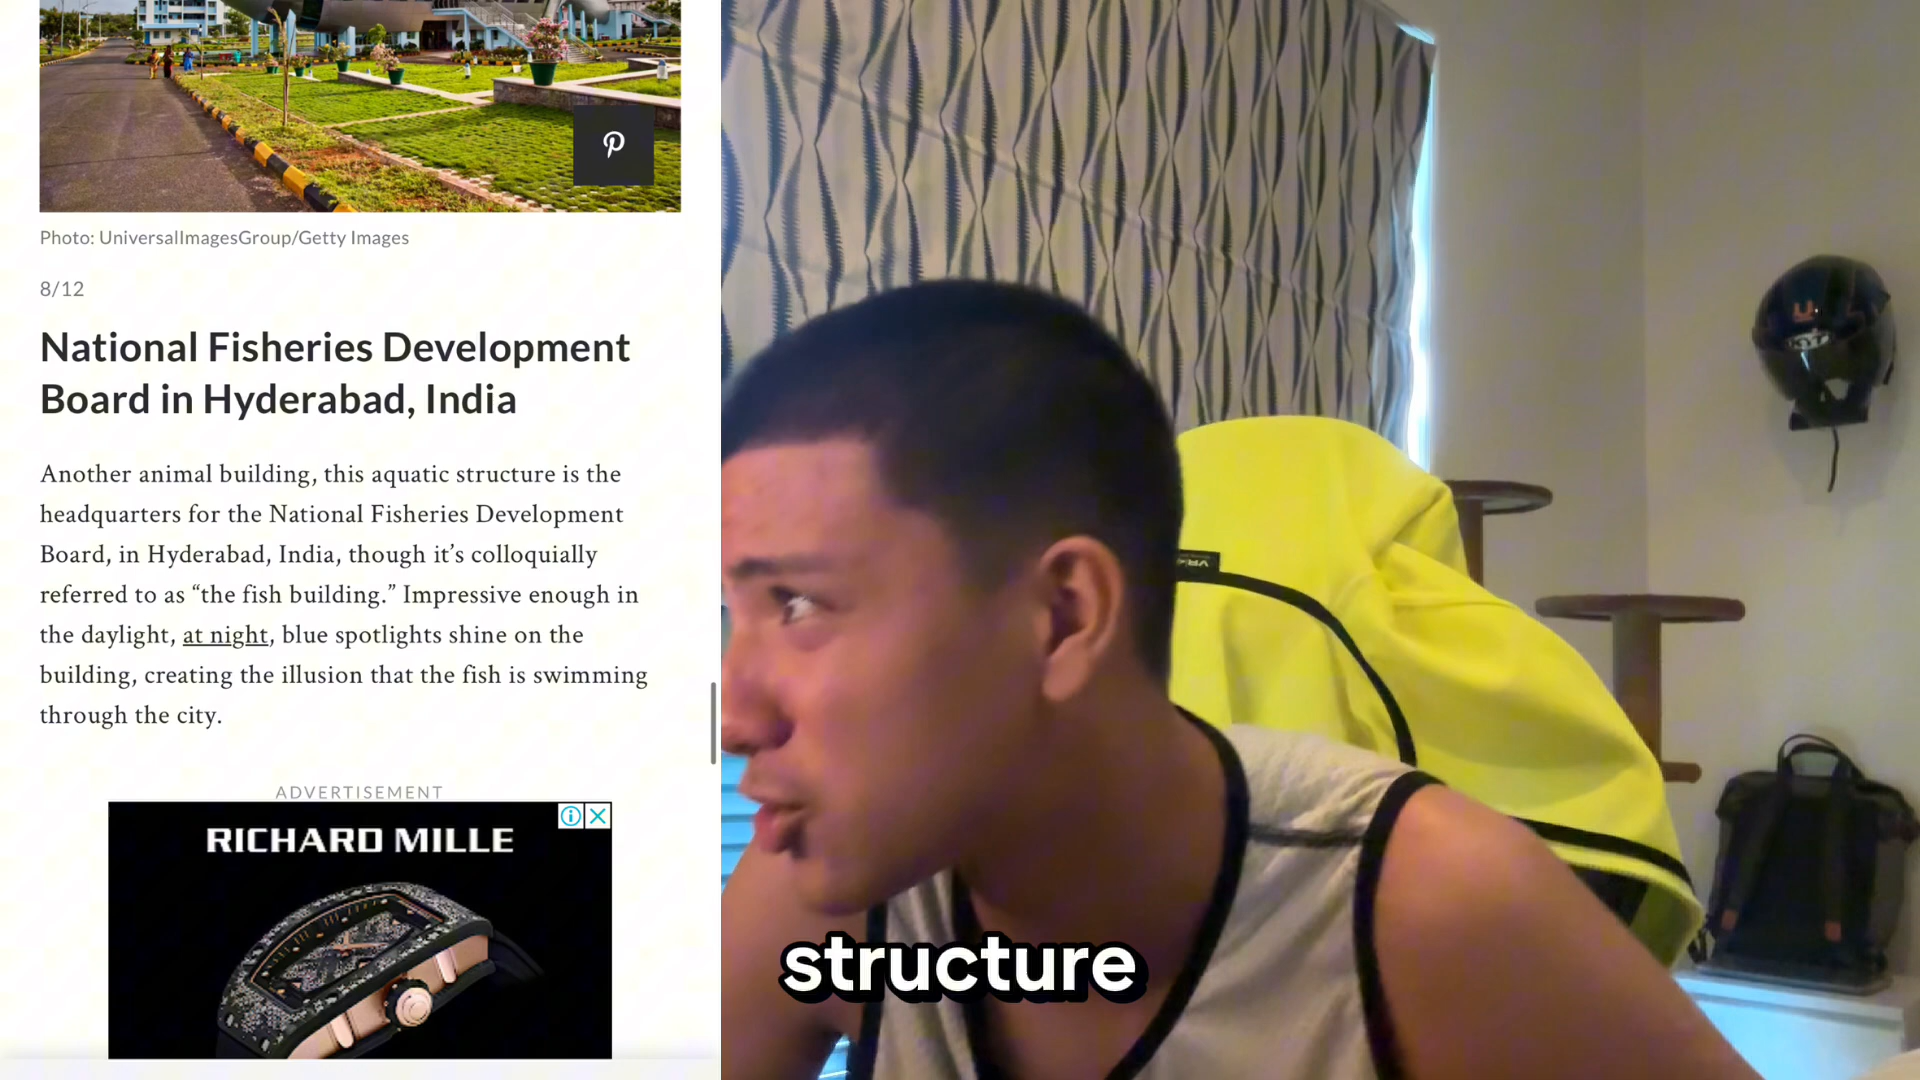 Photo: UniversalImagesGroup/Getty Images
8/12
National Fisheries Development
Board in Hyderabad, India
Another animal building, this aquatic structure is the
headquarters for the National Fisheries Development
Board, in Hyderabad, India, though it’s colloquially
referred to as “the fish building.” Impressive enough in
the daylight, at night, blue spotlights shine on the
building, creating the illusion that the fish is swimming
through the city.
ADVERTISEMENT
RICHARD MILLE
structure
KYT